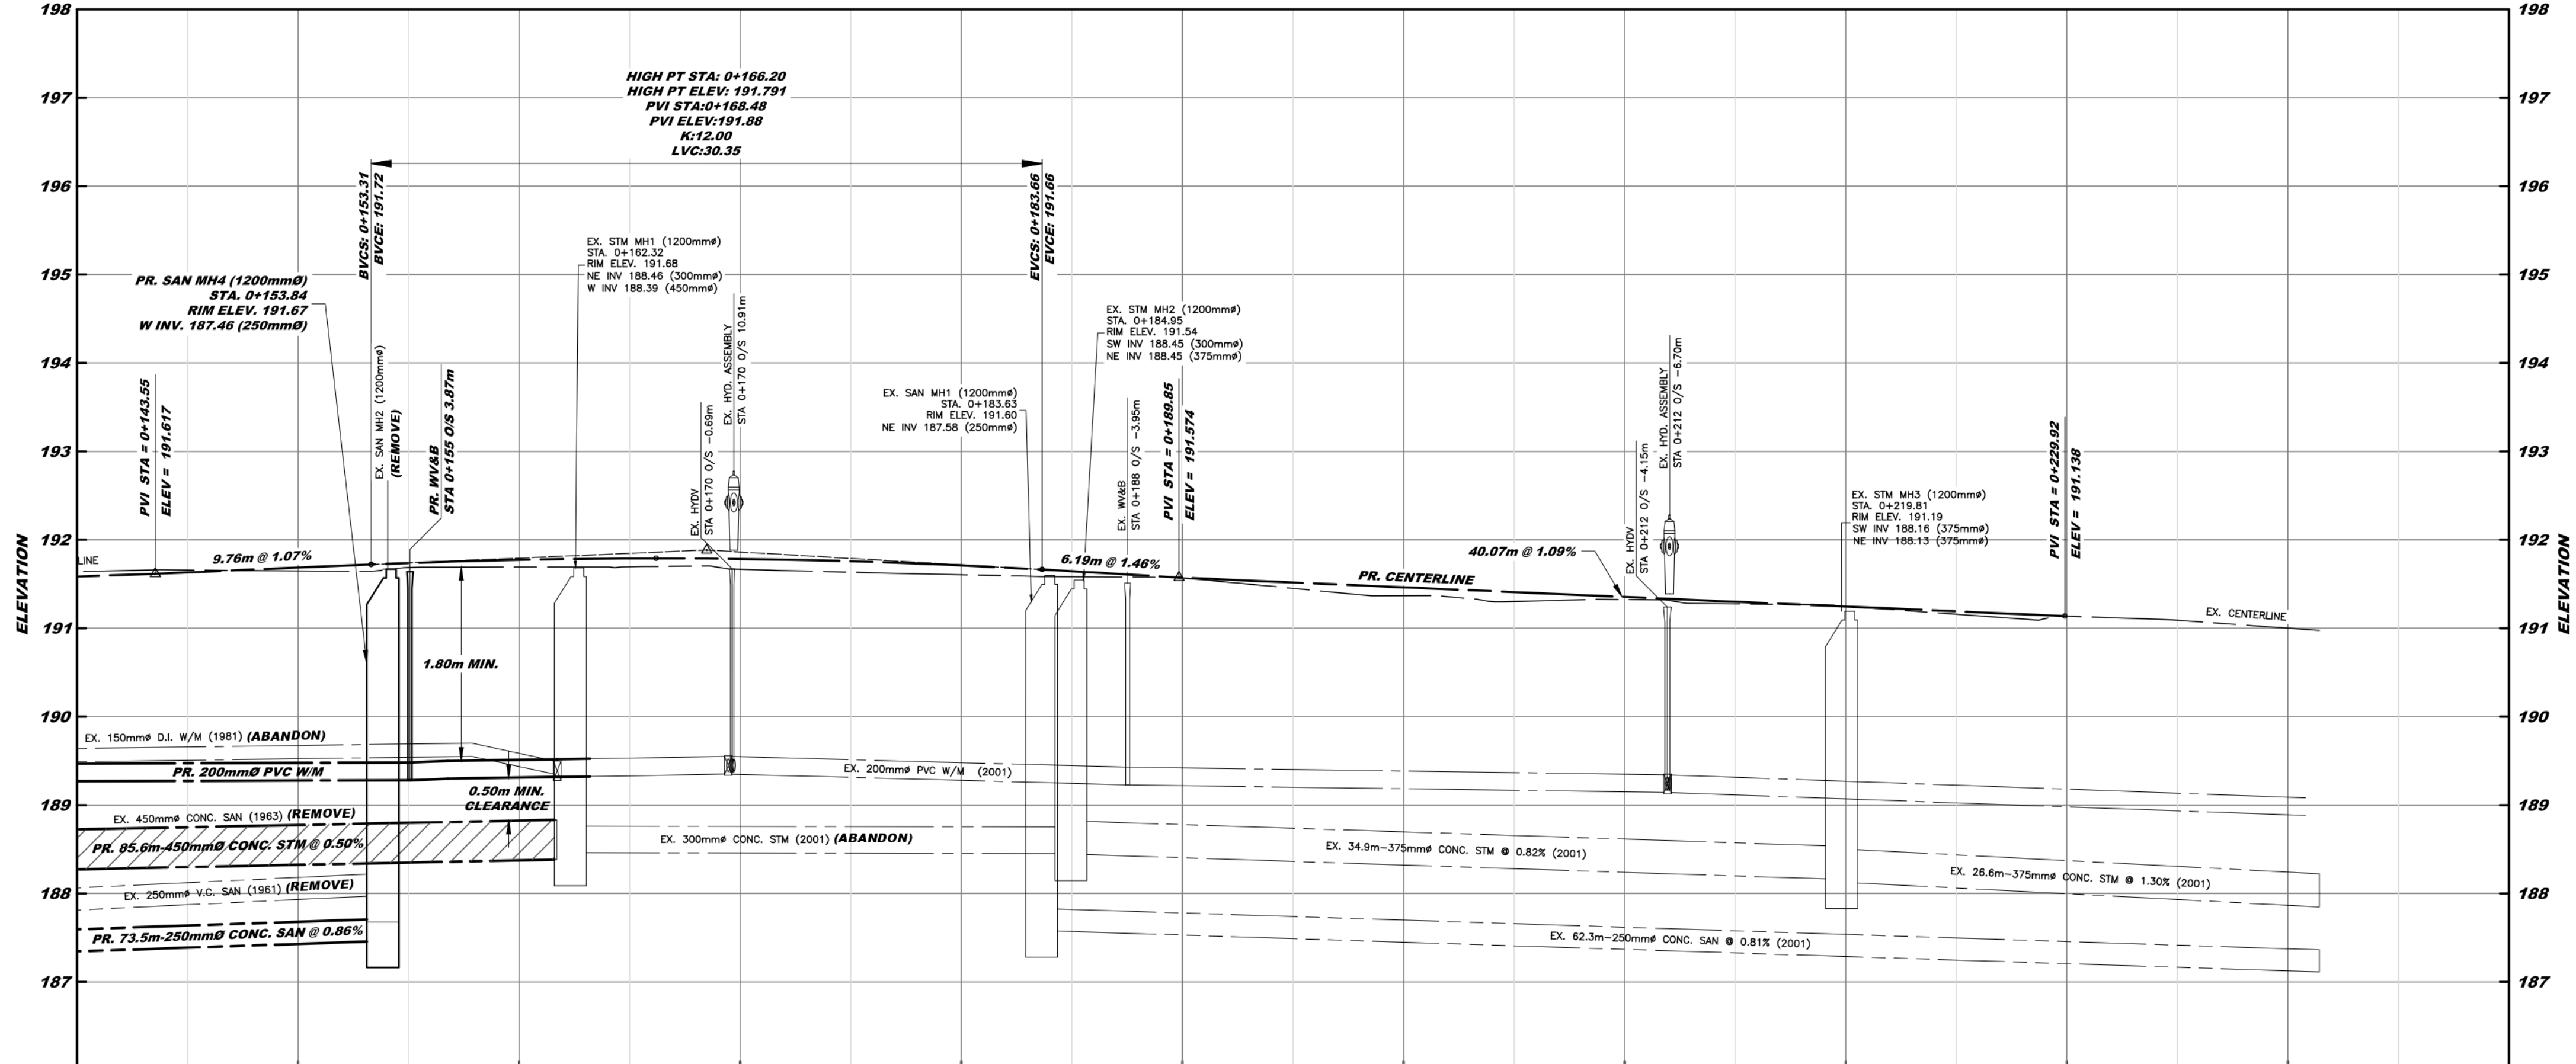 198
198
HIGH PT STA: 0+166.20
HIGH PT ELEV: 191.791
PVI STA:0+168.48
PVI ELEV:191.88
K:12.00
LVC:30.35
197
197
196
196
BVCS: 0+153.31
BVCE: 191.72
EVCS: 0+183.66
EVCE: 191.66
EX. STM MH1 (1200mmø)
STA. 0+162.32
RIM ELEV. 191.68
NE INV 188.46 (300mmø)
W INV 188.39 (450mmø)
195
195
PR. SAN MH4 (1200mmØ)
STA. 0+153.84
RIM ELEV. 191.67
W INV. 187.46 (250mmØ)
EX. HYD. ASSEMBLY
STA 0+170 O/S 10.91m
EX. STM MH2 (1200mmø)
STA. 0+184.95
RIM ELEV. 191.54
SW INV 188.45 (300mmø)
NE INV 188.45 (375mmø)
194
194
PVI STA = 0+143.55
ELEV = 191.617
EX. SAN MH2 (1200mmø)
(REMOVE)
PR. WV&B
STA 0+155 O/S 3.87m
EX. HYDV
STA 0+170 O/S -0.69m
EX. SAN MH1 (1200mmø)
STA. 0+183.63
RIM ELEV. 191.60
NE INV 187.58 (250mmø)
EX. WV&B
STA 0+188 O/S -3.95m
PVI STA = 0+189.85
ELEV = 191.574
EX. HYD. ASSEMBLY
STA 0+212 O/S -6.70m
EX. HYDV
STA 0+212 O/S -4.15m
PVI STA = 0+229.92
ELEV = 191.138
193
193
EX. STM MH3 (1200mmø)
STA. 0+219.81
RIM ELEV. 191.19
SW INV 188.16 (375mmø)
NE INV 188.13 (375mmø)
192
192
ELEVATION
ELEVATION
LINE
9.76m @ 1.07%
6.19m @ 1.46%
40.07m @ 1.09%
PR. CENTERLINE
EX. CENTERLINE
191
191
1.80m MIN.
190
190
EX. 150mmø D.I. W/M (1981) (ABANDON)
PR. 200mmØ PVC W/M
EX. 200mmø PVC W/M (2001)
0.50m MIN.
CLEARANCE
189
189
EX. 450mmø CONC. SAN (1963) (REMOVE)
PR. 85.6m-450mmØ CONC. STM @ 0.50%
EX. 300mmø CONC. STM (2001) (ABANDON)
EX. 34.9m-375mmø CONC. STM @ 0.82% (2001)
EX. 26.6m-375mmø CONC. STM @ 1.30% (2001)
188
188
EX. 250mmø V.C. SAN (1961) (REMOVE)
PR. 73.5m-250mmØ CONC. SAN @ 0.86%
EX. 62.3m-250mmø CONC. SAN @ 0.81% (2001)
187
187